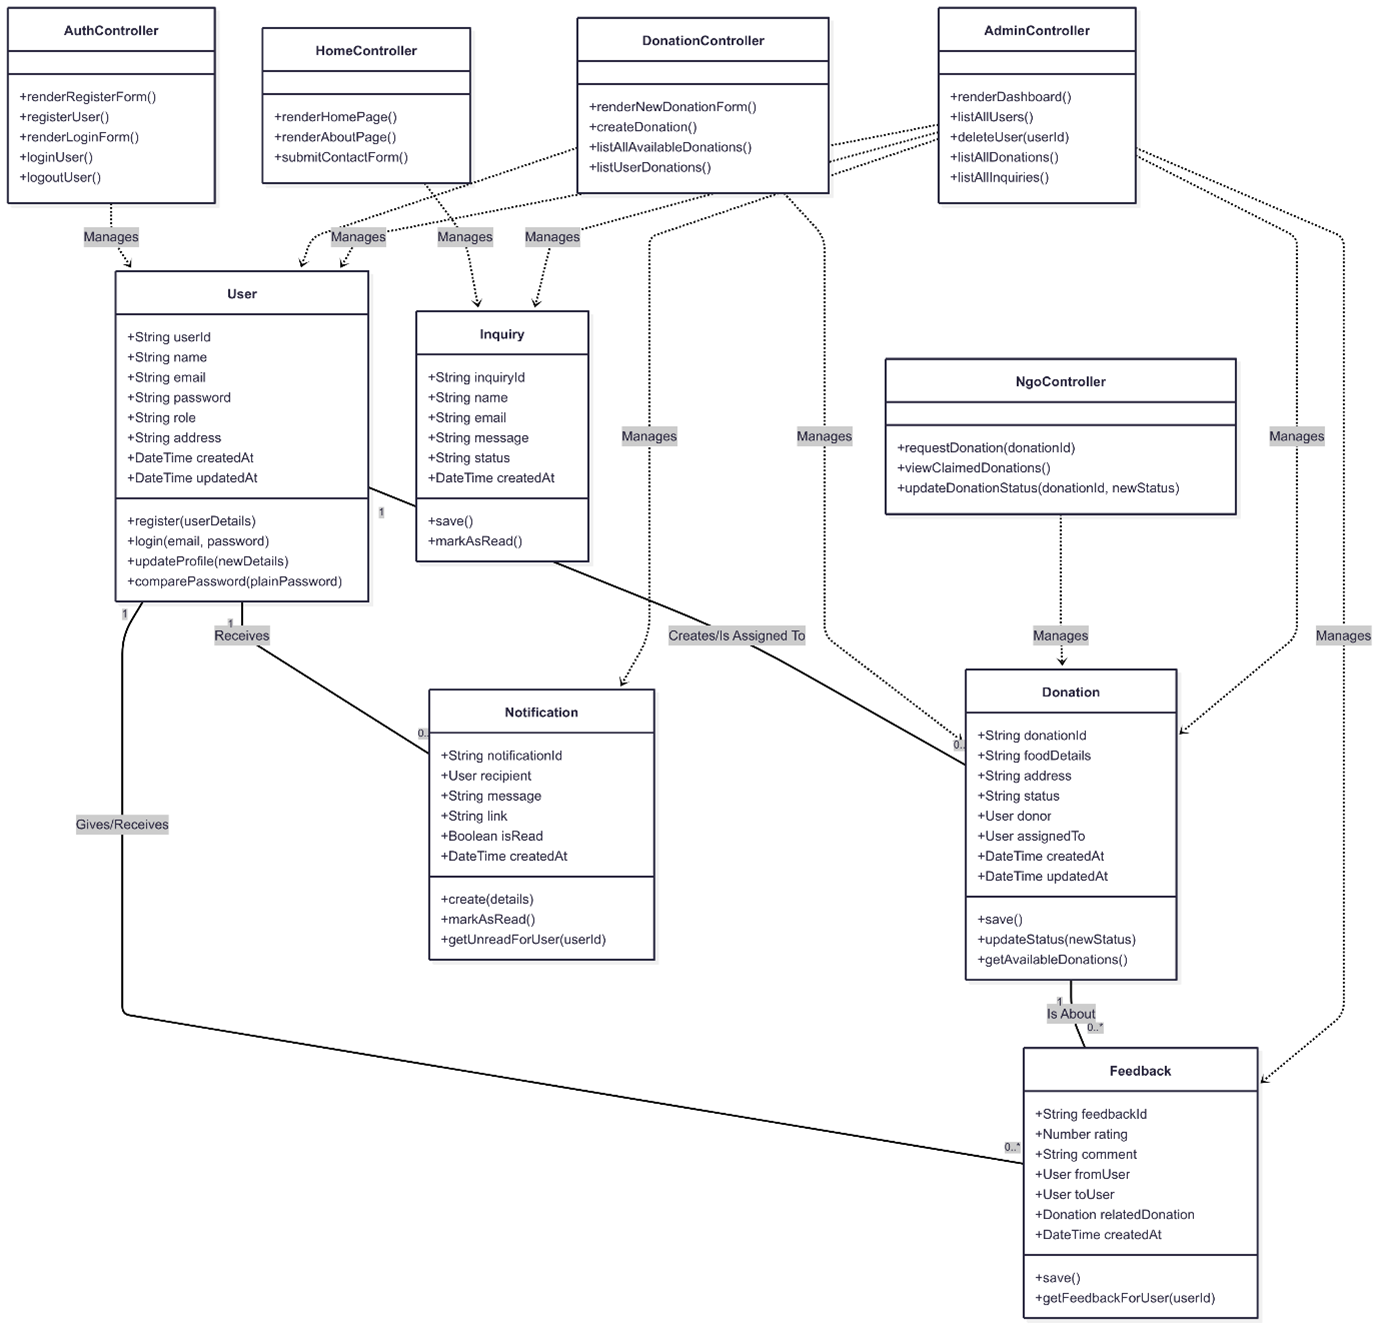 AuthController
+renderRegisterForm()
+registerUser()
+renderLoginForm()
+loginUser()
+logoutUser()
HomeController
+renderHomePage()
+renderAboutPage()
+submitContactForm()
DonationController
+renderNewDonationForm()
+createDonation()
+listAllAvailableDonations()
+listUserDonations()
AdminController
+renderDashboard()
+listAllUsers()
+deleteUser(userId)
+listAllDonations()
+listAllInquiries()
Manages
Manages
Manages
Manages
User
+String userId
+String name
+String email
+String password
+String role
+String address
+DateTime createdAt
+DateTime updatedAt
+register(userDetails)
+login(email, password)
+updateProfile(newDetails)
+comparePassword(plainPassword)
Inquiry
+String inquiryId
+String name
+String email
+String message
+String status
+DateTime createdAt
+save()
+markAsRead()
NgoController
+requestDonation(donationId)
+viewClaimedDonations()
+updateDonationStatus(donationId, newStatus)
Manages
Manages
Manages
1
1
1
Receives
Creates/Is Assigned To
Manages
Manages
Notification
+String notificationId
+User recipient
+String message
+String link
+Boolean isRead
+DateTime createdAt
+create(details)
+markAsRead()
+getUnreadForUser(userId)
0..
0..
Donation
+String donationId
+String foodDetails
+String address
+String status
+User donor
+User assignedTo
+DateTime createdAt
+DateTime updatedAt
+save()
+updateStatus(newStatus)
+getAvailableDonations()
Gives/Receives
1
Is About
0..*
Feedback
+String feedbackId
+Number rating
+String comment
+User fromUser
+User toUser
+Donation relatedDonation
+DateTime createdAt
+save()
+getFeedbackForUser(userId)
0..*